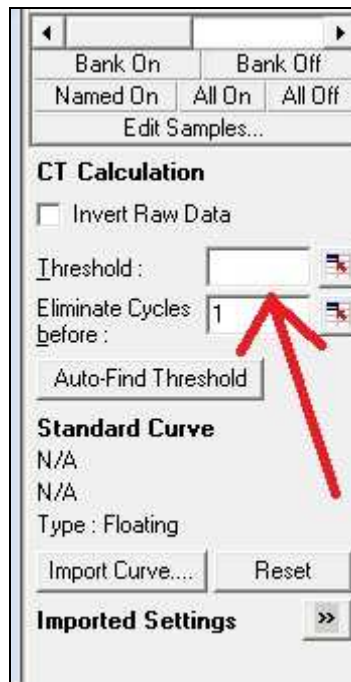 Bank On Bank Off
Named On All On All Off
Edit Samples...
CT Calculation
Invert Raw Data
Threshold :
Eliminate Cycles
before : 1
Auto-Find Threshold
Standard Curve
N/A
N/A
Type : Floating
Import Curve.... Reset
Imported Settings >>